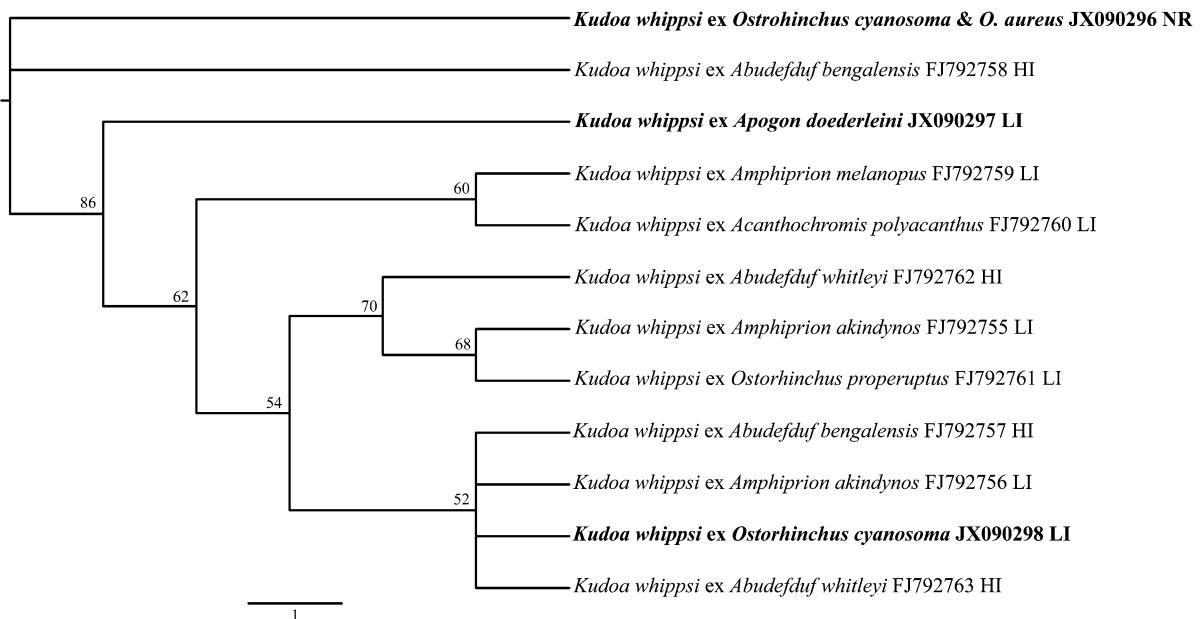 Kudoa whippsi ex Ostrohinchus cyanosoma & O. aureus JX090296 NR
Kudoa whippsi ex Abudefduf bengalensis FJ792758 HI
Kudoa whippsi ex Apogon doederleini JX090297 LI
86
Kudoa whippsi ex Amphiprion melanopus FJ792759 LI
60
Kudoa whippsi ex Acanthochromis polyacanthus FJ792760 LI
62
Kudoa whippsi ex Abudefduf whitleyi FJ792762 HI
70
Kudoa whippsi ex Amphiprion akindynos FJ792755 LI
68
Kudoa whippsi ex Ostorhinchus properuptus FJ792761 LI
54
Kudoa whippsi ex Abudefduf bengalensis FJ792757 HI
Kudoa whippsi ex Amphiprion akindynos FJ792756 LI
52
Kudoa whippsi ex Ostorhinchus cyanosoma JX090298 LI
Kudoa whippsi ex Abudefduf whitleyi FJ792763 HI
1